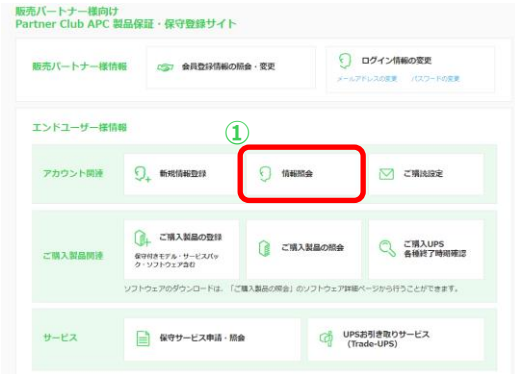 販売パートナー様向け
Partner Club APC 製品保証・保守登録サイト
販売パートナー様情報
会員登録情報の照会・変更
ログイン情報の変更
メールアドレスの変更 パスワードの変更
エンドユーザー様情報
①
アカウント関連
新規情報登録
情報照会
ご購読設定
ご購入製品関連
ご購入製品の登録
保守付きモデル・サービスパッ
ク・ソフトウェア含む
ご購入製品の照会
ご購入UPS
各種終了時期確認
ソフトウェアのダウンロードは、「ご購入製品の照会」のソフトウェア詳細ページから行うことができます。
サービス
保守サービス申請・照会
UPSお引き取りサービス
(Trade-UPS)